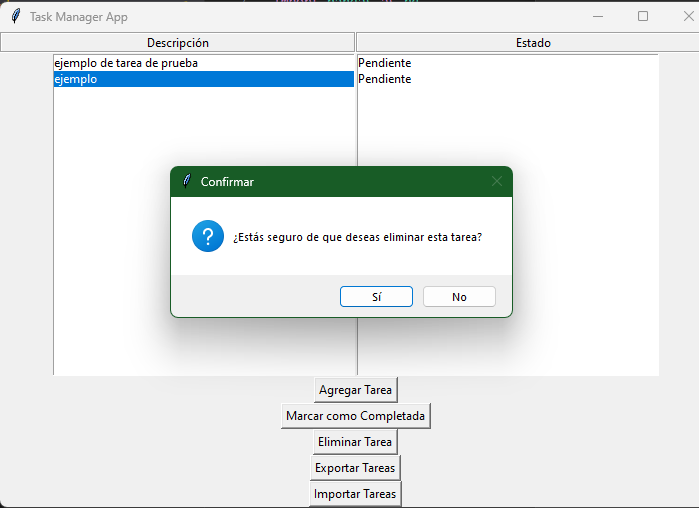 Task Manager App
Descripción Estado
ejemplo de tarea de prueba Pendiente
ejemplo Pendiente
Confirmar
¿Estás seguro de que deseas eliminar esta tarea?
Sí No
Agregar Tarea
Marcar como Completada
Eliminar Tarea
Exportar Tareas
Importar Tareas